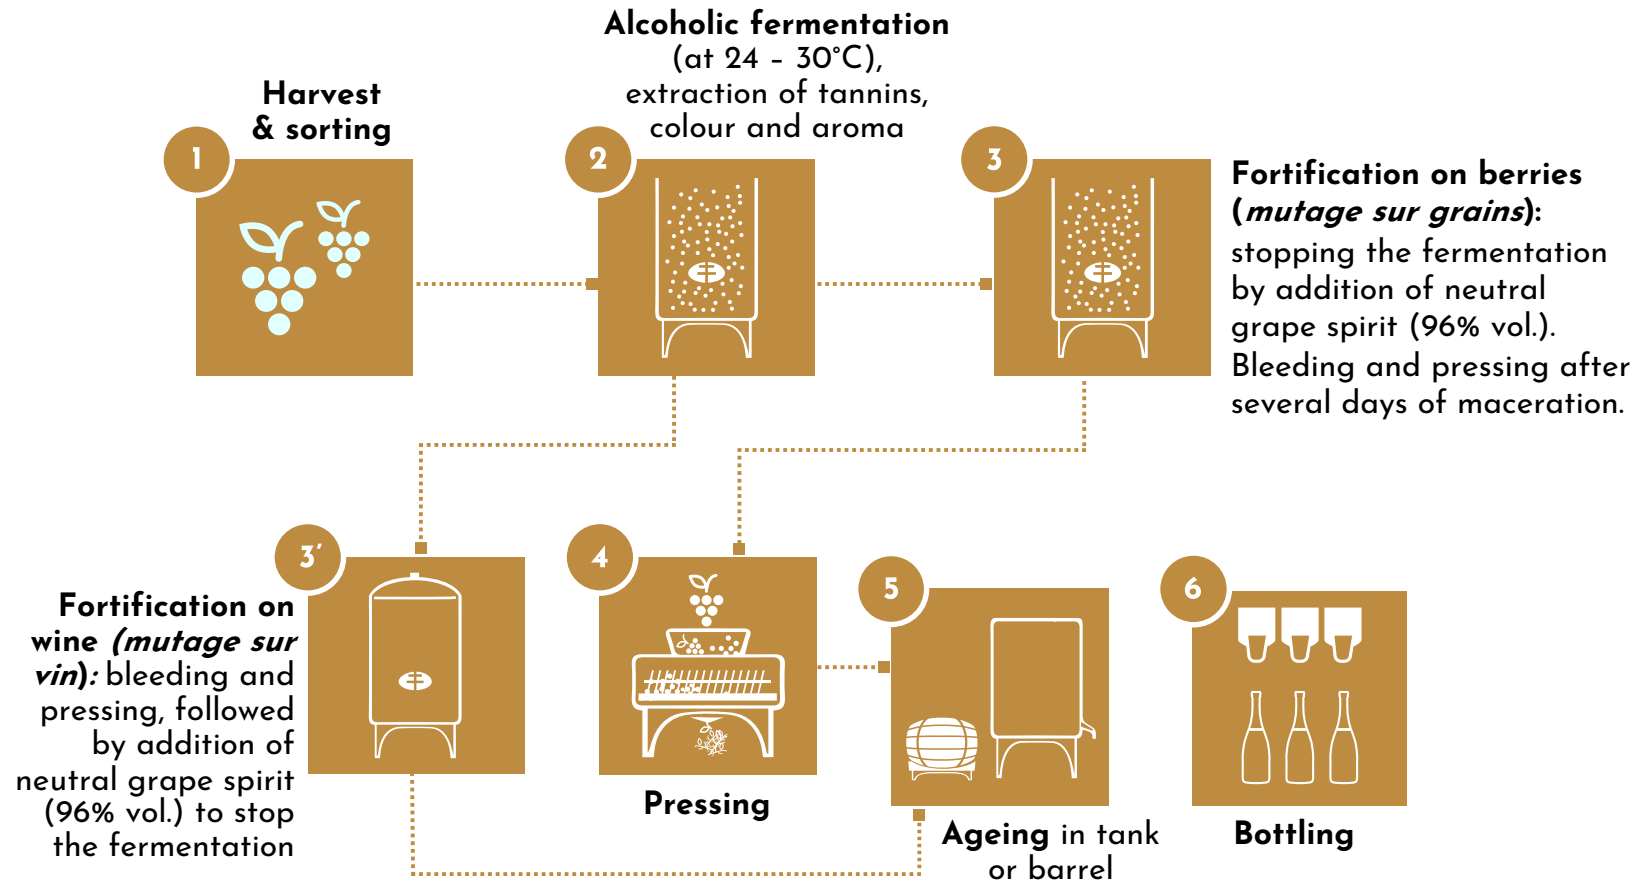 1
Harvest
& sorting
2
Alcoholic fermentation
(at 24 – 30°C),
extraction of tannins,
colour and aroma
3
Fortification on berries
(mutage sur grains):
stopping the fermentation
by addition of neutral
grape spirit (96% vol.).
Bleeding and pressing after
several days of maceration.
3′
Fortification on
wine (mutage sur
vin): bleeding and
pressing, followed
by addition of
neutral grape spirit
(96% vol.) to stop
the fermentation
4
Pressing
5
Ageing in tank
or barrel
6
Bottling